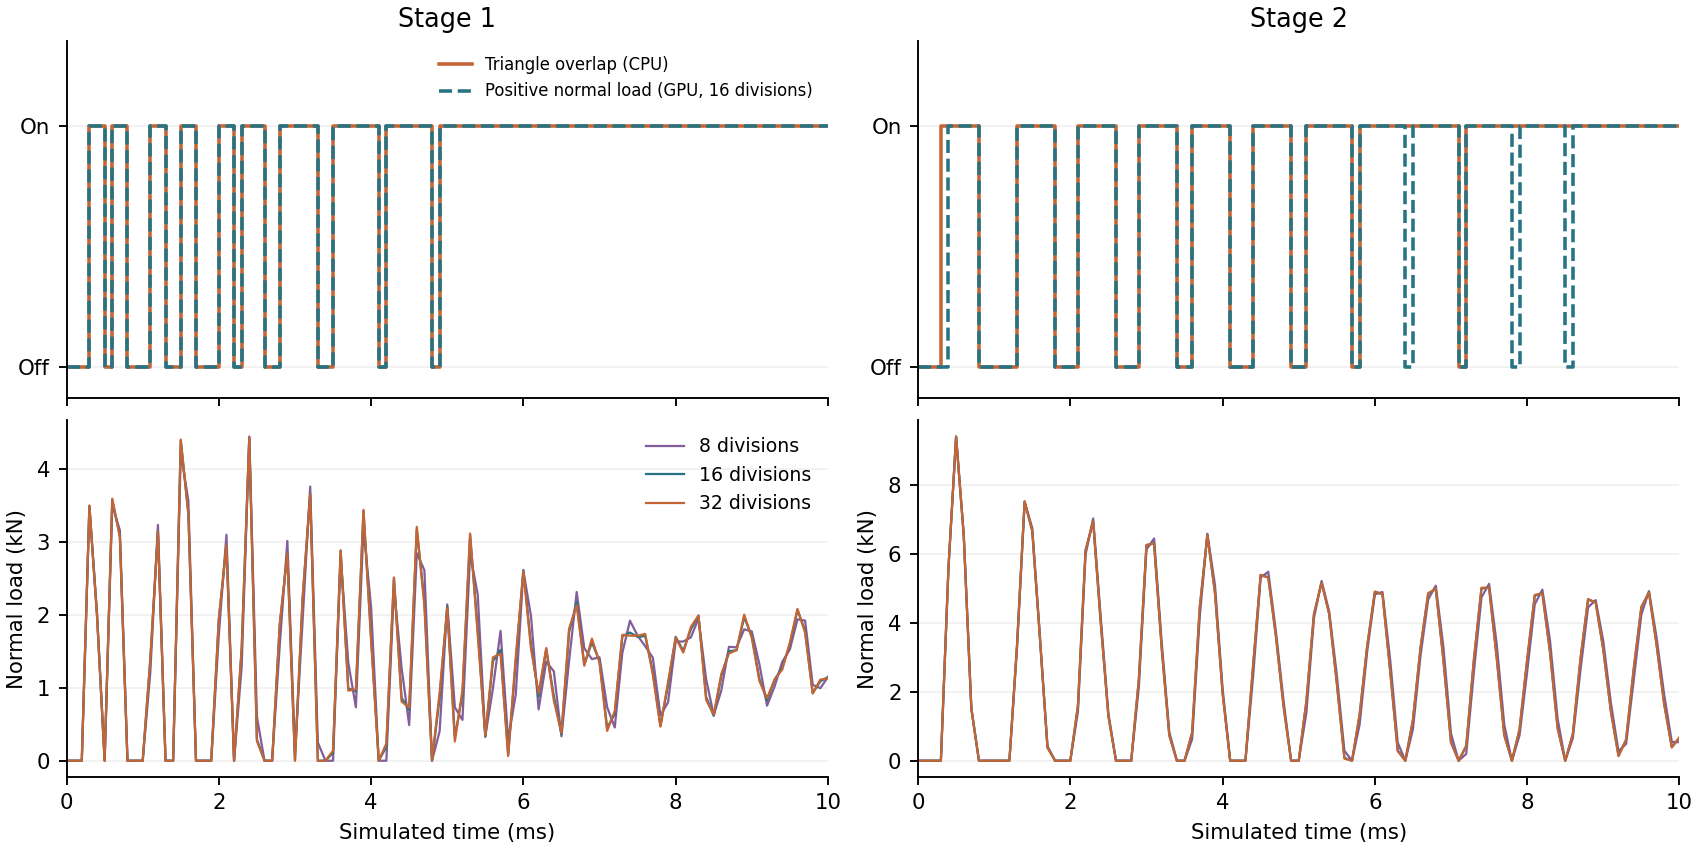 Stage 1
Triangle overlap (CPU)
Positive normal load (GPU, 16 divisions)
On
Off
Stage 2
On
Off
Normal load (kN)
4
3
2
1
0
8 divisions
16 divisions
32 divisions
0 2 4 6 8 10
Simulated time (ms)
Normal load (kN)
8
6
4
2
0
0 2 4 6 8 10
Simulated time (ms)